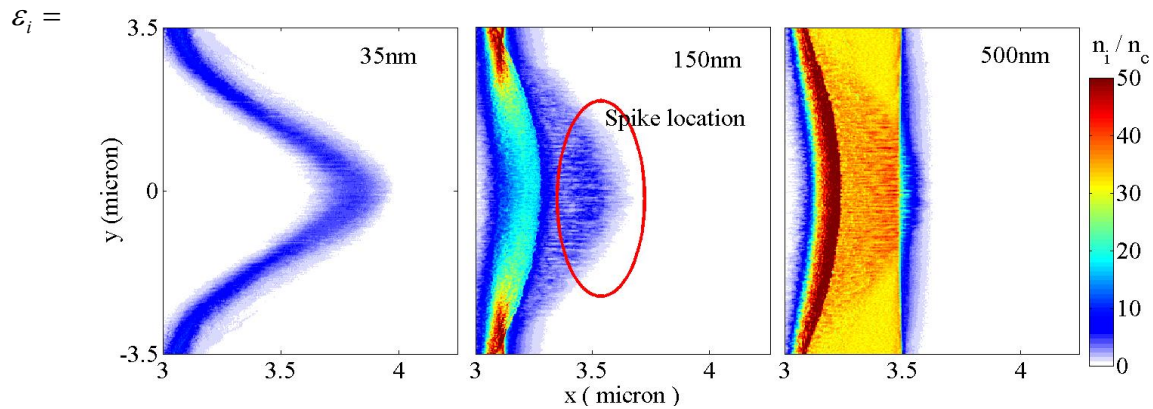 εᵢ =
35nm
150nm
500nm
Spike location
n_i / n_c
50
40
30
20
10
0
3.5
0
-3.5
y (micron)
3
3.5
4
3
3.5
4
3
3.5
4
x ( micron )